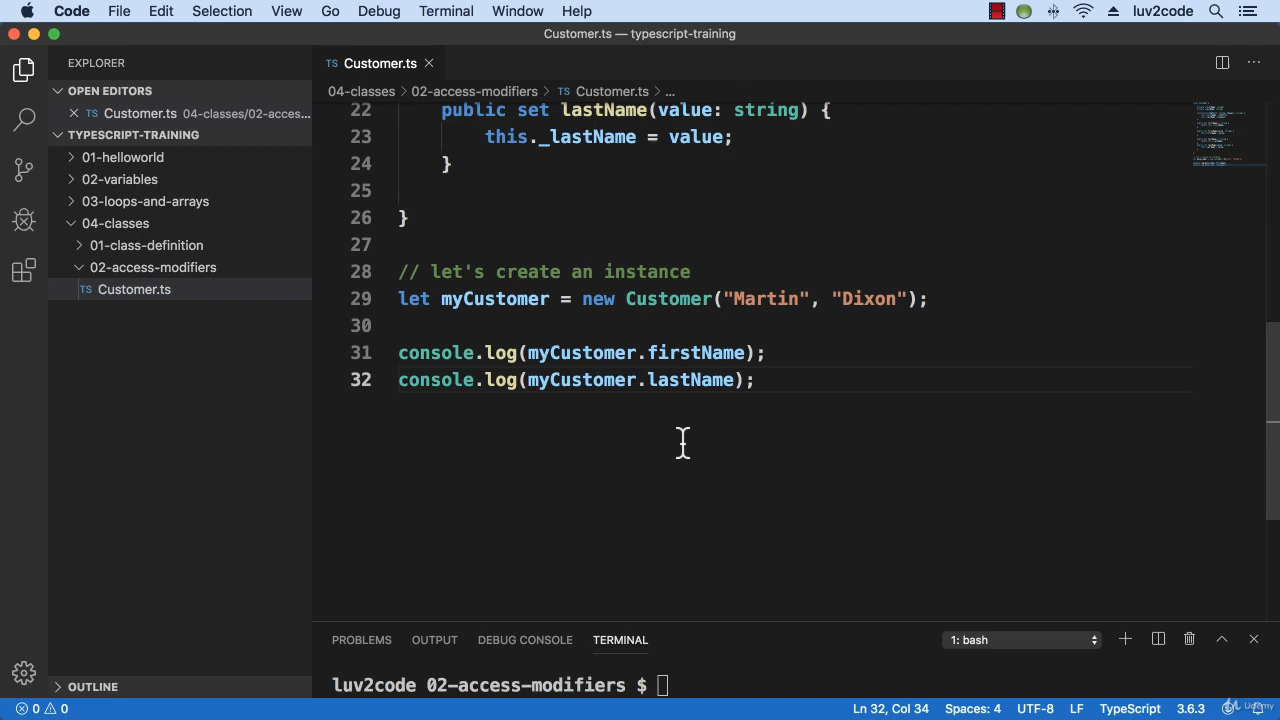 Code File Edit Selection View Go Debug Terminal Window Help luv2code
Customer.ts — typescript-training
EXPLORER
TS Customer.ts
OPEN EDITORS
04-classes > 02-access-modifiers > TS Customer.ts > ...
TS Customer.ts 04-classes/02-acces...
TYPESCRIPT-TRAINING
01-helloworld
02-variables
03-loops-and-arrays
04-classes
01-class-definition
02-access-modifiers
TS Customer.ts
22 public set lastName(value: string) {
23 this._lastName = value;
24 }
25
26 }
27
28 // let's create an instance
29 let myCustomer = new Customer("Martin", "Dixon");
30
31 console.log(myCustomer.firstName);
32 console.log(myCustomer.lastName);
PROBLEMS OUTPUT DEBUG CONSOLE TERMINAL 1: bash
luv2code 02-access-modifiers $
OUTLINE
0 0 Ln 32, Col 34 Spaces: 4 UTF-8 LF TypeScript 3.6.3
Udemy